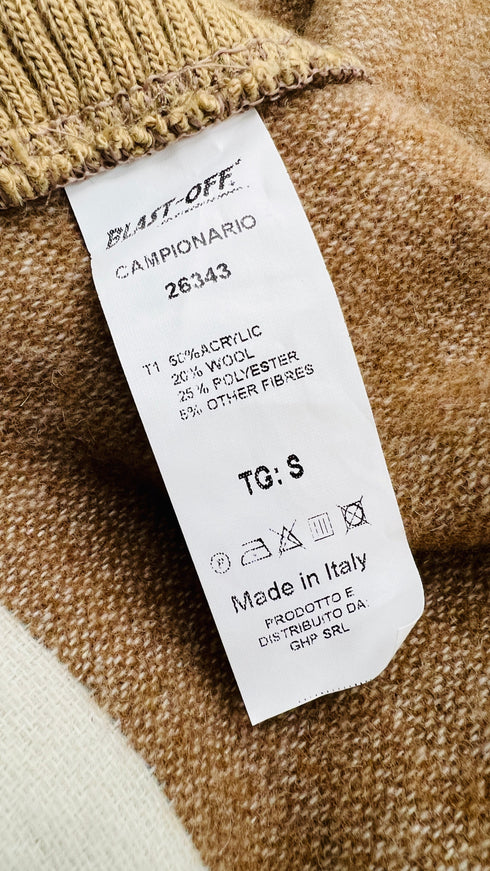 BLAST-OFF
CAMPIONARIO
26343
T1 50%ACRYLIC
20% WOOL
25% POLYESTER
5% OTHER FIBRES
TG: S
P
Made in Italy
PRODOTTO E
DISTRIBUITO DA:
GHP SRL